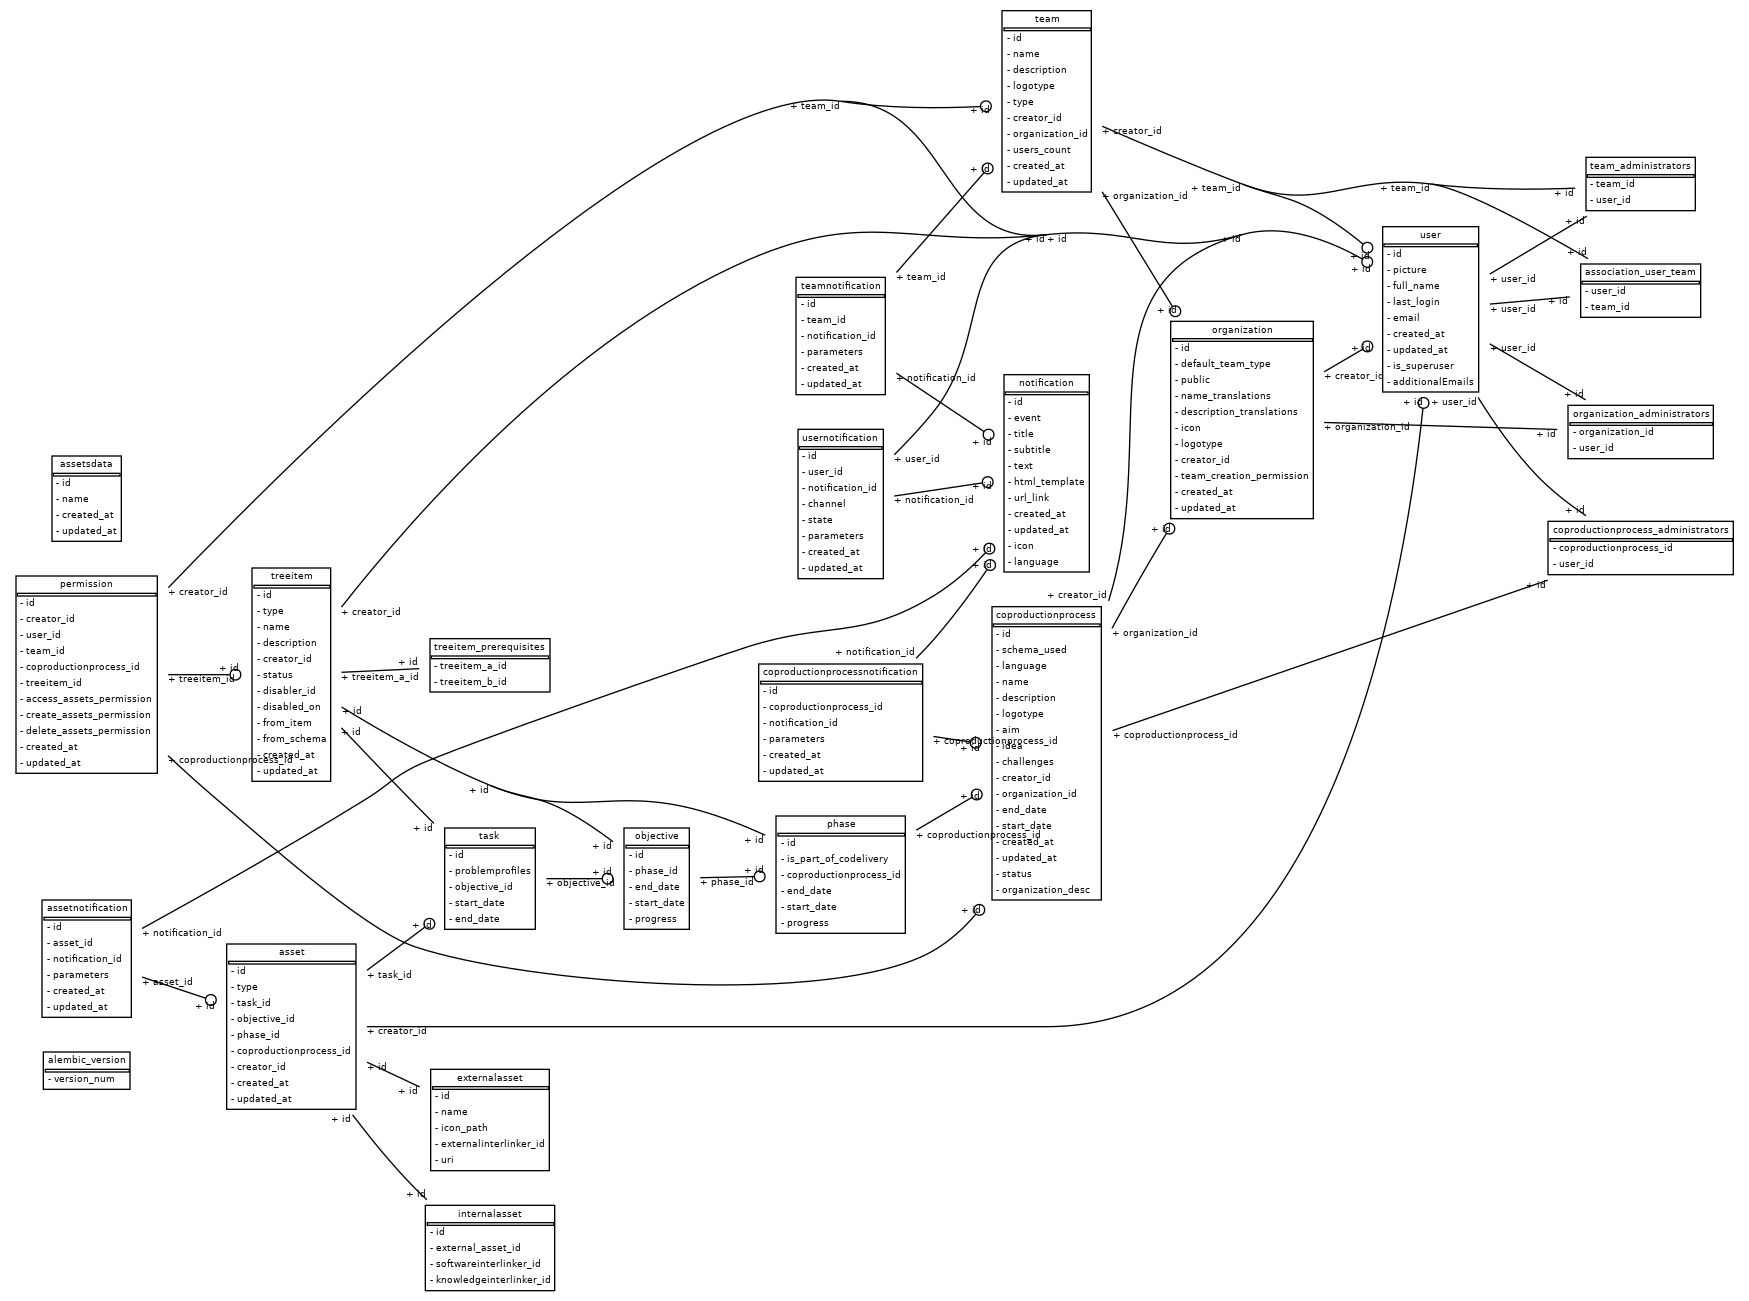 team
- id
- name
- description
- logotype
- type
- creator_id
- organization_id
- users_count
- created_at
- updated_at
+ team_id
+ id
+ id
+ creator_id
+ organization_id
+ team_id
+ team_id
+ id
team_administrators
- team_id
- user_id
+ id
+ id
association_user_team
- user_id
- team_id
+ id
user
- id
- picture
- full_name
- last_login
- email
- created_at
- updated_at
- is_superuser
- additionalEmails
+ id
+ id
+ id
+ id
+ user_id
+ user_id
+ user_id
+ user_id
+ id + id
+ id
teamnotification
- id
- team_id
- notification_id
- parameters
- created_at
- updated_at
+ team_id
+ notification_id
+ id
organization
- id
- default_team_type
- public
- name_translations
- description_translations
- icon
- logotype
- creator_id
- team_creation_permission
- created_at
- updated_at
+ id
+ creator_id
+ organization_id
+ id
+ id
+ id
organization_administrators
- organization_id
- user_id
notification
- id
- event
- title
- subtitle
- text
- html_template
- url_link
- created_at
- updated_at
- icon
- language
+ id
+ id
+ id
usernotification
- id
- user_id
- notification_id
- channel
- state
- parameters
- created_at
- updated_at
+ user_id
+ notification_id
assetsdata
- id
- name
- created_at
- updated_at
+ id
coproductionprocess_administrators
- coproductionprocess_id
- user_id
+ id
permission
- id
- creator_id
- user_id
- team_id
- coproductionprocess_id
- treeitem_id
- access_assets_permission
- create_assets_permission
- delete_assets_permission
- created_at
- updated_at
+ creator_id
+ treeitem_id
+ id
+ coproductionprocess_id
treeitem
- id
- type
- name
- description
- creator_id
- status
- disabler_id
- disabled_on
- from_item
- from_schema
- created_at
- updated_at
+ creator_id
+ id
+ treeitem_a_id
+ id
+ id
treeitem_prerequisites
- treeitem_a_id
- treeitem_b_id
+ creator_id
+ organization_id
coproductionprocess
- id
- schema_used
- language
- name
- description
- logotype
- aim
- idea
- challenges
- creator_id
- organization_id
- end_date
- start_date
- created_at
- updated_at
- status
- organization_desc
+ coproductionprocess_id
+ notification_id
coproductionprocessnotification
- id
- coproductionprocess_id
- notification_id
- parameters
- created_at
- updated_at
+ coproductionprocess_id
+ id
+ id
+ id
+ id
task
- id
- problemprofiles
- objective_id
- start_date
- end_date
+ objective_id
+ id
+ id
objective
- id
- phase_id
- end_date
- start_date
- progress
+ phase_id
+ id
+ id
phase
- id
- is_part_of_codelivery
- coproductionprocess_id
- end_date
- start_date
- progress
+ coproductionprocess_id
+ id
assetnotification
- id
- asset_id
- notification_id
- parameters
- created_at
- updated_at
+ notification_id
+ asset_id
+ id
asset
- id
- type
- task_id
- objective_id
- phase_id
- coproductionprocess_id
- creator_id
- created_at
- updated_at
+ id
+ task_id
+ creator_id
+ id
+ id
+ id
alembic_version
- version_num
externalasset
- id
- name
- icon_path
- externalinterlinker_id
- uri
+ id
internalasset
- id
- external_asset_id
- softwareinterlinker_id
- knowledgeinterlinker_id